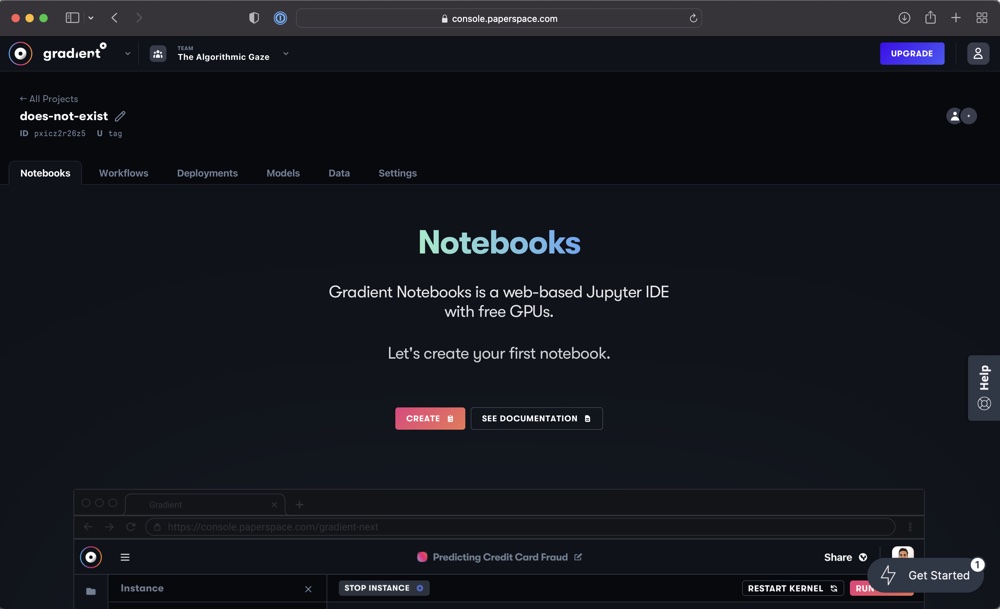 console.paperspace.com
gradient
TEAM
The Algorithmic Gaze
UPGRADE
← All Projects
does-not-exist
ID pxicz2r26z5 U tag
Notebooks Workflows Deployments Models Data Settings
Notebooks
Gradient Notebooks is a web-based Jupyter IDE
with free GPUs.
Let's create your first notebook.
CREATE SEE DOCUMENTATION
Help
Gradient
https://console.paperspace.com/gradient-next
Predicting Credit Card Fraud
Share
1
Get Started
Instance
STOP INSTANCE
RESTART KERNEL
RUN